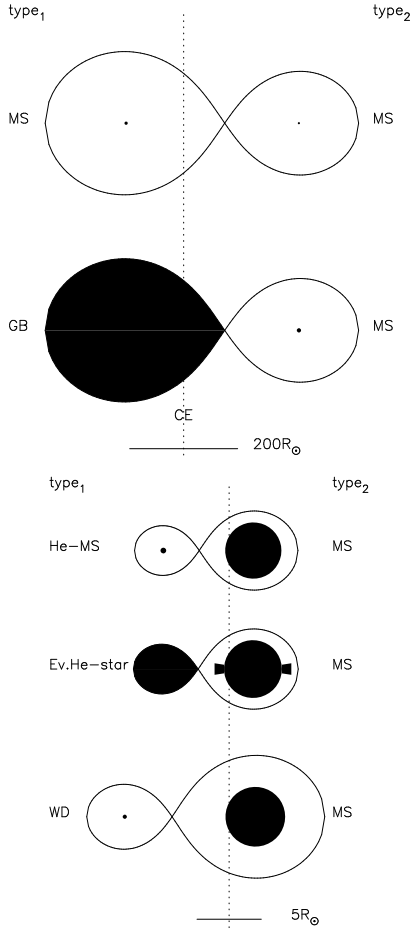 type₁ type₂
MS MS
GB MS
CE
200R☉
type₁ type₂
He-MS MS
Ev.He-star MS
WD MS
5R☉